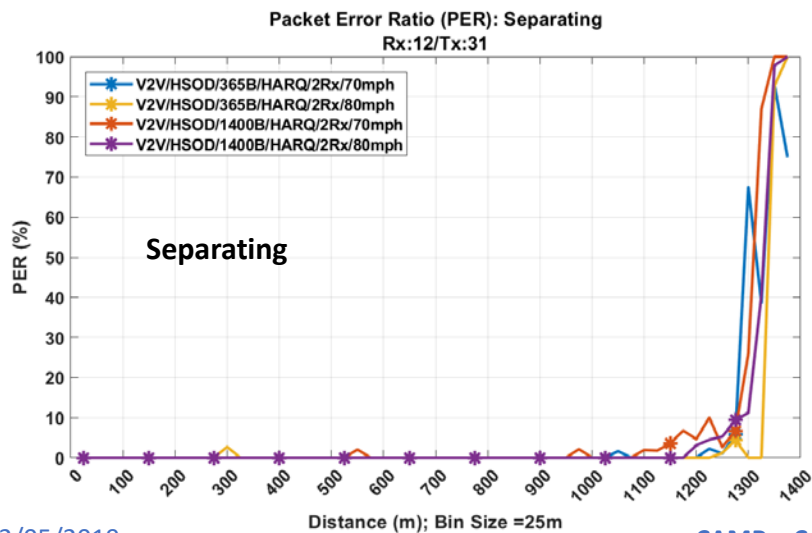 Packet Error Ratio (PER): Separating
Rx:12/Tx:31
V2V/HSOD/365B/HARQ/2Rx/70mph
V2V/HSOD/365B/HARQ/2Rx/80mph
V2V/HSOD/1400B/HARQ/2Rx/70mph
V2V/HSOD/1400B/HARQ/2Rx/80mph
Separating
PER (%)
100
90
80
70
60
50
40
30
20
10
0
0 100 200 300 400 500 600 700 800 900 1000 1100 1200 1300 1400
Distance (m); Bin Size =25m